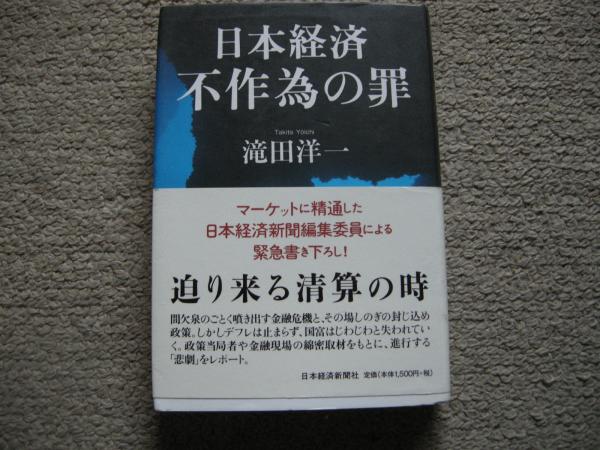 日本経済
不作為の罪
Takita Yōichi
滝田洋一
マーケットに精通した
日本経済新聞編集委員による
緊急書き下ろし!
迫り来る清算の時
間欠泉のごとく噴き出す金融危機と、その場しのぎの封じ込め
政策。しかしデフレは止まらず、国富はじわじわと失われてい
く。政策当局者や金融現場の綿密取材をもとに、進行する
「悲劇」をレポート。
日本経済新聞社 定価(本体1,500円+税)